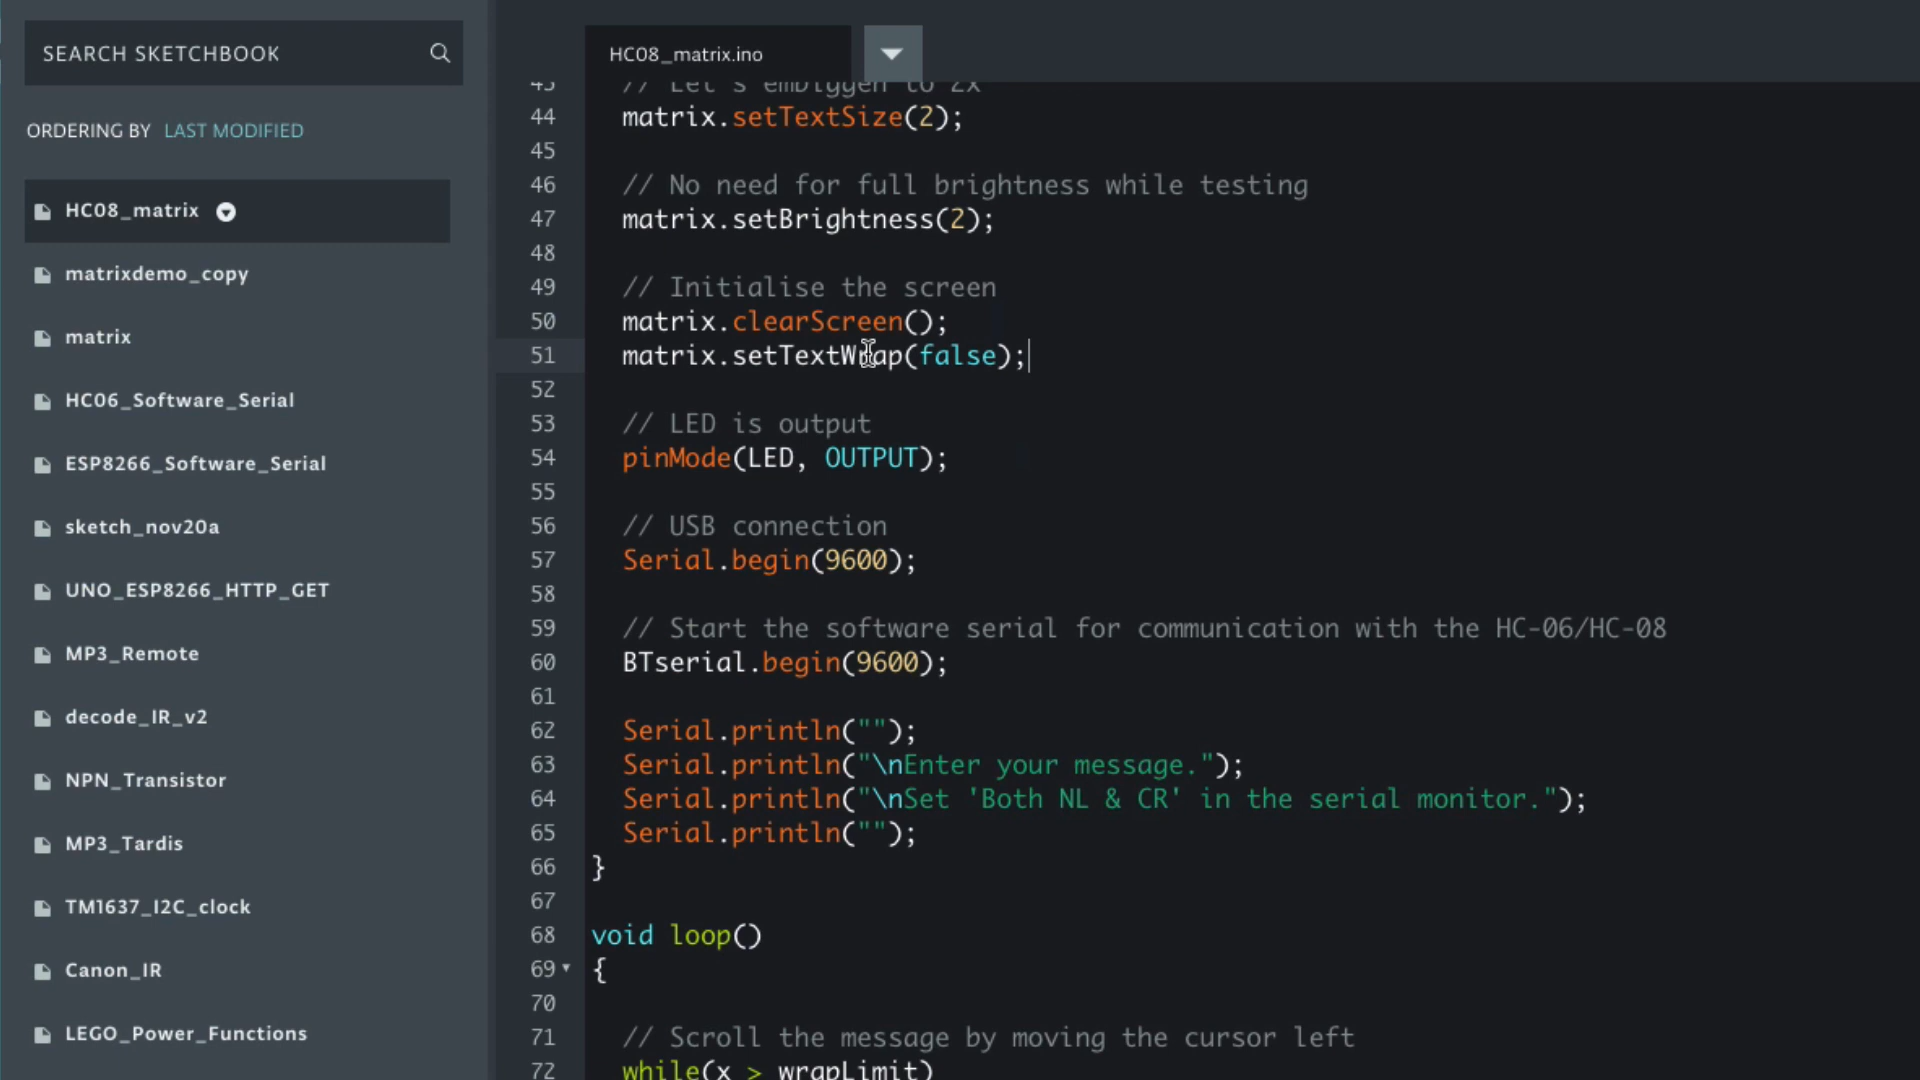 SEARCH SKETCHBOOK
ORDERING BY LAST MODIFIED
HC08_matrix
matrixdemo_copy
matrix
HC06_Software_Serial
ESP8266_Software_Serial
sketch_nov20a
UNO_ESP8266_HTTP_GET
MP3_Remote
decode_IR_v2
NPN_Transistor
MP3_Tardis
TM1637_I2C_clock
Canon_IR
LEGO_Power_Functions
HC08_matrix.ino
43 // Let's embiggen to 2x
44 matrix.setTextSize(2);
45
46 // No need for full brightness while testing
47 matrix.setBrightness(2);
48
49 // Initialise the screen
50 matrix.clearScreen();
51 matrix.setTextWrap(false);
52
53 // LED is output
54 pinMode(LED, OUTPUT);
55
56 // USB connection
57 Serial.begin(9600);
58
59 // Start the software serial for communication with the HC-06/HC-08
60 BTserial.begin(9600);
61
62 Serial.println("");
63 Serial.println("\nEnter your message.");
64 Serial.println("\nSet 'Both NL & CR' in the serial monitor.");
65 Serial.println("");
66 }
67
68 void loop()
69 {
70
71 // Scroll the message by moving the cursor left
72 while(x > wrapLimit)